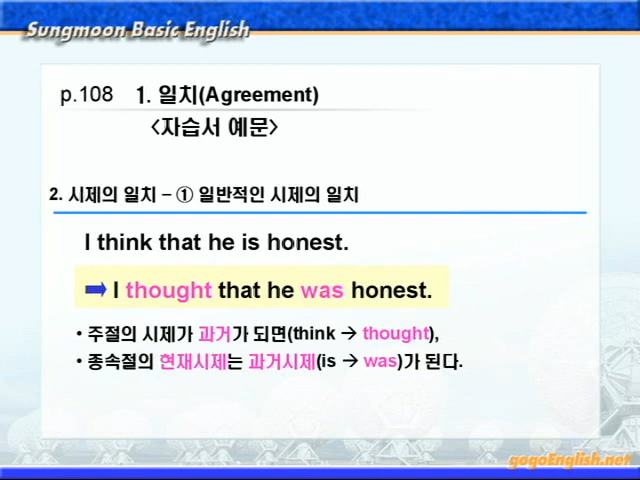 Sungmoon Basic English
p.108 1. 일치(Agreement)
<자습서 예문>
2. 시제의 일치 – ① 일반적인 시제의 일치
I think that he is honest.
➡ I thought that he was honest.
• 주절의 시제가 과거가 되면(think → thought),
• 종속절의 현재시제는 과거시제(is → was)가 된다.
gogoEnglish.net